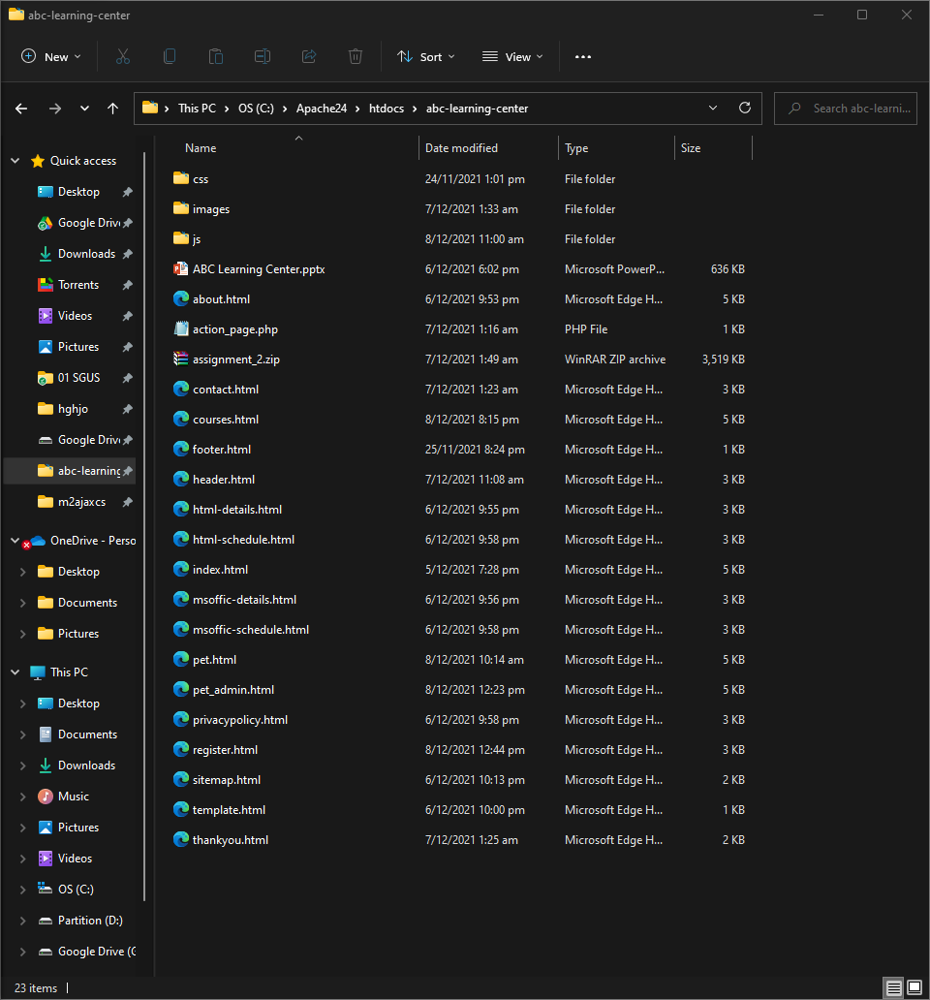 abc-learning-center
New Sort View
This PC OS (C:) Apache24 htdocs abc-learning-center Search abc-learni...
Name Date modified Type Size
Quick access
Desktop
Google Driv
Downloads
Torrents
Videos
Pictures
01 SGUS
hghjo
Google Driv
abc-learning
m2ajaxcs
OneDrive - Perso
Desktop
Documents
Pictures
This PC
Desktop
Documents
Downloads
Music
Pictures
Videos
OS (C:)
Partition (D:)
Google Drive (G
css 24/11/2021 1:01 pm File folder
images 7/12/2021 1:33 am File folder
js 8/12/2021 11:00 am File folder
ABC Learning Center.pptx 6/12/2021 6:02 pm Microsoft PowerP... 636 KB
about.html 6/12/2021 9:53 pm Microsoft Edge H... 5 KB
action_page.php 7/12/2021 1:16 am PHP File 1 KB
assignment_2.zip 7/12/2021 1:49 am WinRAR ZIP archive 3,519 KB
contact.html 7/12/2021 1:23 am Microsoft Edge H... 3 KB
courses.html 8/12/2021 8:15 pm Microsoft Edge H... 5 KB
footer.html 25/11/2021 8:24 pm Microsoft Edge H... 1 KB
header.html 7/12/2021 11:08 am Microsoft Edge H... 3 KB
html-details.html 6/12/2021 9:55 pm Microsoft Edge H... 3 KB
html-schedule.html 6/12/2021 9:58 pm Microsoft Edge H... 3 KB
index.html 5/12/2021 7:28 pm Microsoft Edge H... 5 KB
msoffic-details.html 6/12/2021 9:56 pm Microsoft Edge H... 3 KB
msoffic-schedule.html 6/12/2021 9:58 pm Microsoft Edge H... 3 KB
pet.html 8/12/2021 10:14 am Microsoft Edge H... 5 KB
pet_admin.html 8/12/2021 12:23 pm Microsoft Edge H... 5 KB
privacypolicy.html 6/12/2021 9:58 pm Microsoft Edge H... 3 KB
register.html 8/12/2021 12:44 pm Microsoft Edge H... 3 KB
sitemap.html 6/12/2021 10:13 pm Microsoft Edge H... 2 KB
template.html 6/12/2021 10:00 pm Microsoft Edge H... 1 KB
thankyou.html 7/12/2021 1:25 am Microsoft Edge H... 2 KB
23 items